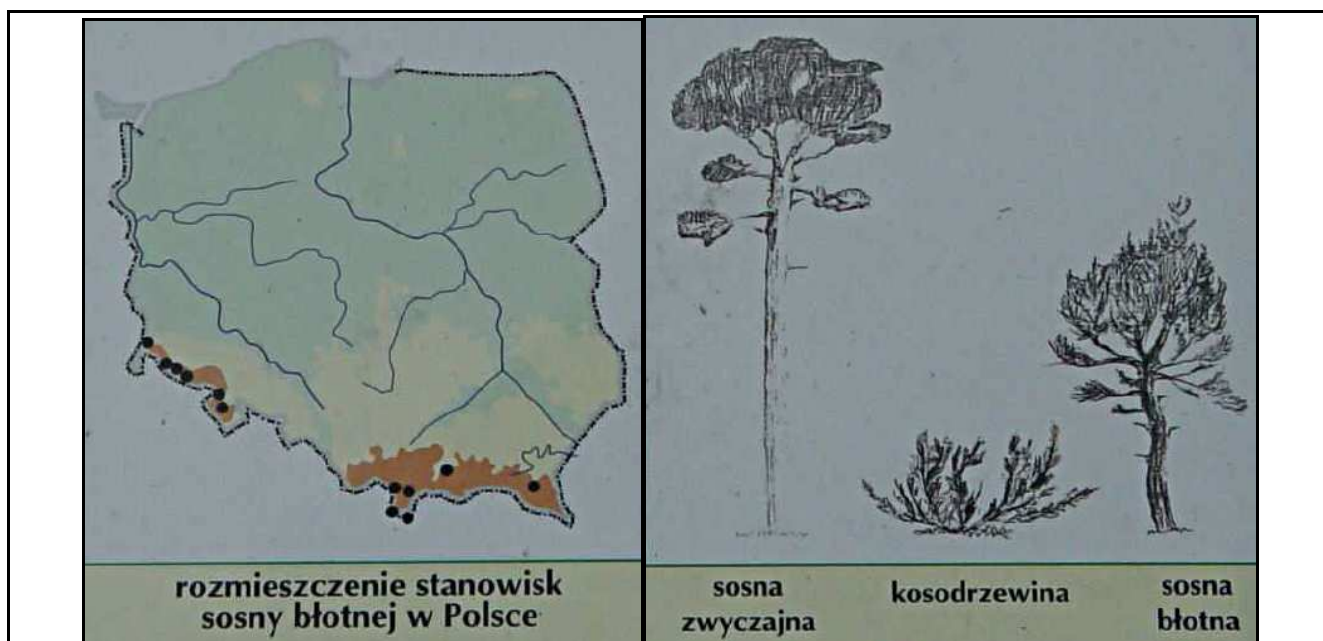 rozmieszczenie stanowisk
sosny błotnej w Polsce
sosna
zwyczajna
kosodrzewina
sosna
błotna